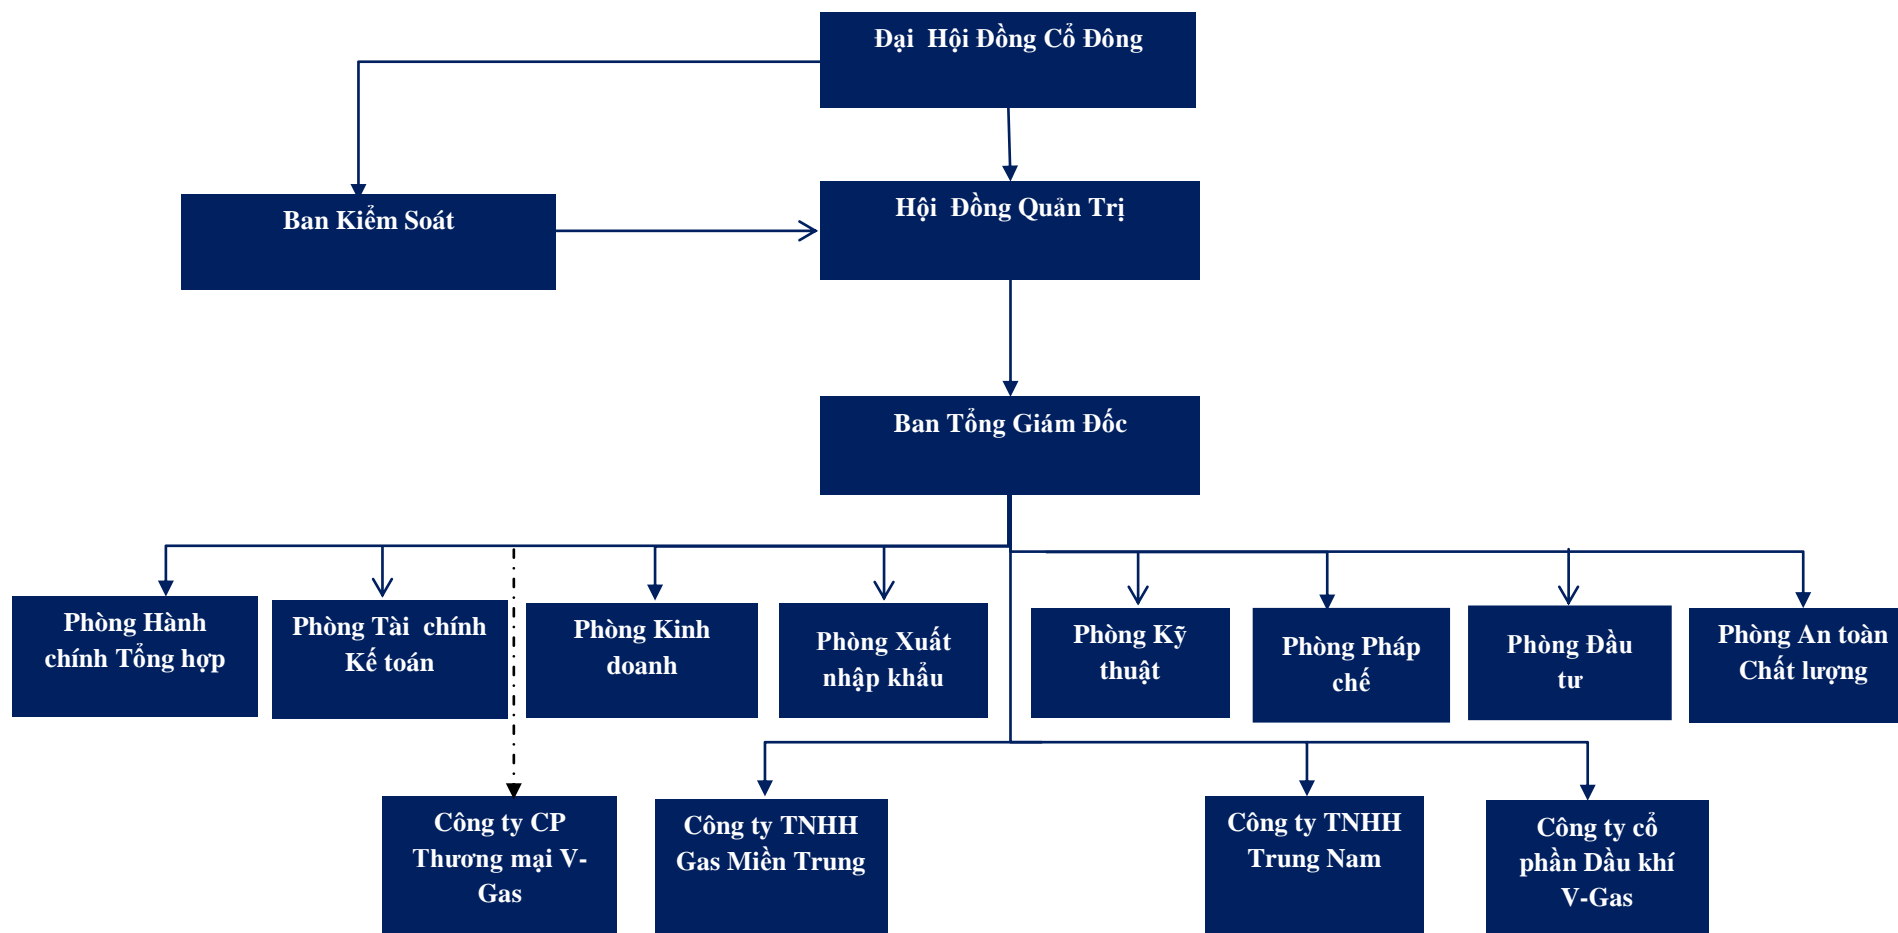 Đại Hội Đồng Cổ Đông
Ban Kiểm Soát
Hội Đồng Quản Trị
Ban Tổng Giám Đốc
Phòng Hành
chính Tổng hợp
Phòng Tài chính
Kế toán
Phòng Kinh
doanh
Phòng Xuất
nhập khẩu
Phòng Kỹ
thuật
Phòng Pháp
chế
Phòng Đầu
tư
Phòng An toàn
Chất lượng
Công ty CP
Thương mại V-
Gas
Công ty TNHH
Gas Miền Trung
Công ty TNHH
Trung Nam
Công ty cổ
phần Dầu khí
V-Gas